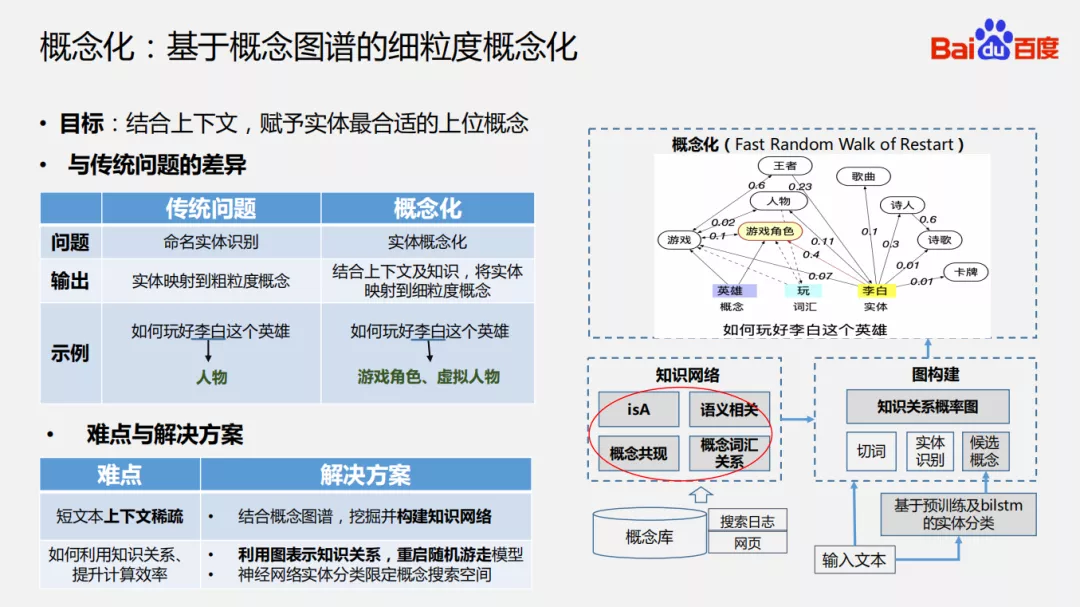 概念化：基于概念图谱的细粒度概念化
Bai du 百度
• 目标：结合上下文，赋予实体最合适的上位概念
• 与传统问题的差异
传统问题 概念化
问题 命名实体识别 实体概念化
输出 实体映射到粗粒度概念 结合上下文及知识，将实体
映射到细粒度概念
示例 如何玩好李白这个英雄 如何玩好李白这个英雄
人物 游戏角色、虚拟人物
• 难点与解决方案
难点 解决方案
短文本上下文稀疏 • 结合概念图谱，挖掘并构建知识网络
如何利用知识关系、
提升计算效率
• 利用图表示知识关系，重启随机游走模型
• 神经网络实体分类限定概念搜索空间
概念化（Fast Random Walk of Restart）
王者
歌曲
0.6 0.23
人物
诗人
0.02
0.6
游戏 0.1 游戏角色 0.11 0.1 0.3 诗歌
0.4
0.01
卡牌
0.07
0.01
英雄 玩 李白
概念 词汇 实体
如何玩好李白这个英雄
知识网络
isA 语义相关
概念共现 概念词汇
关系
概念库
搜索日志
网页
图构建
知识关系概率图
切词
实体
识别
候选
概念
基于预训练及bilstm
的实体分类
输入文本